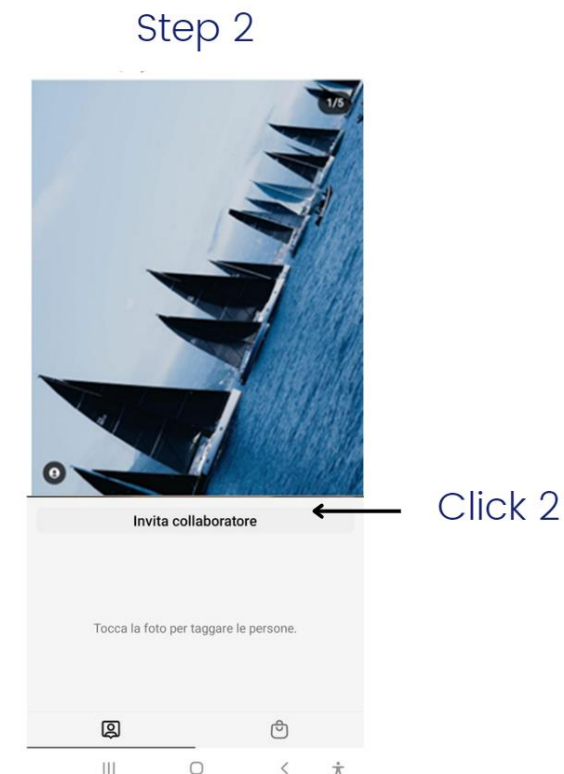 Step 2
1/5
Invita collaboratore
Click 2
Tocca la foto per taggare le persone.